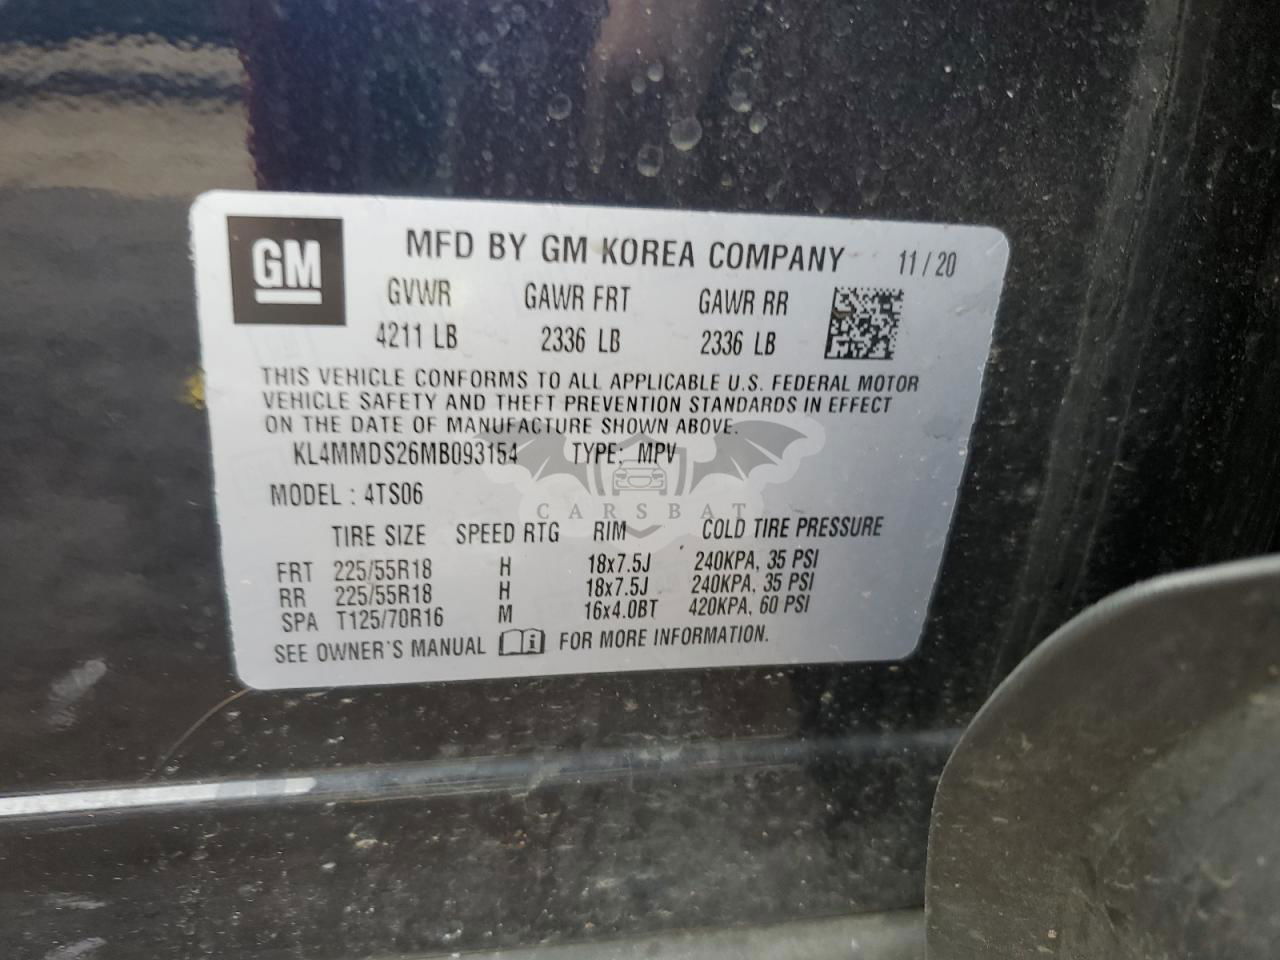 GM
MFD BY GM KOREA COMPANY 11/20
GVWR GAWR FRT GAWR RR
4211 LB 2336 LB 2336 LB
THIS VEHICLE CONFORMS TO ALL APPLICABLE U.S. FEDERAL MOTOR
VEHICLE SAFETY AND THEFT PREVENTION STANDARDS IN EFFECT
ON THE DATE OF MANUFACTURE SHOWN ABOVE.
KL4MMDS26MB093154 TYPE: MPV
MODEL : 4TS06
CARSBAT
TIRE SIZE SPEED RTG RIM COLD TIRE PRESSURE
FRT 225/55R18 H 18x7.5J 240KPA, 35 PSI
RR 225/55R18 H 18x7.5J 240KPA, 35 PSI
SPA T125/70R16 M 16x4.0BT 420KPA, 60 PSI
SEE OWNER'S MANUAL i FOR MORE INFORMATION.